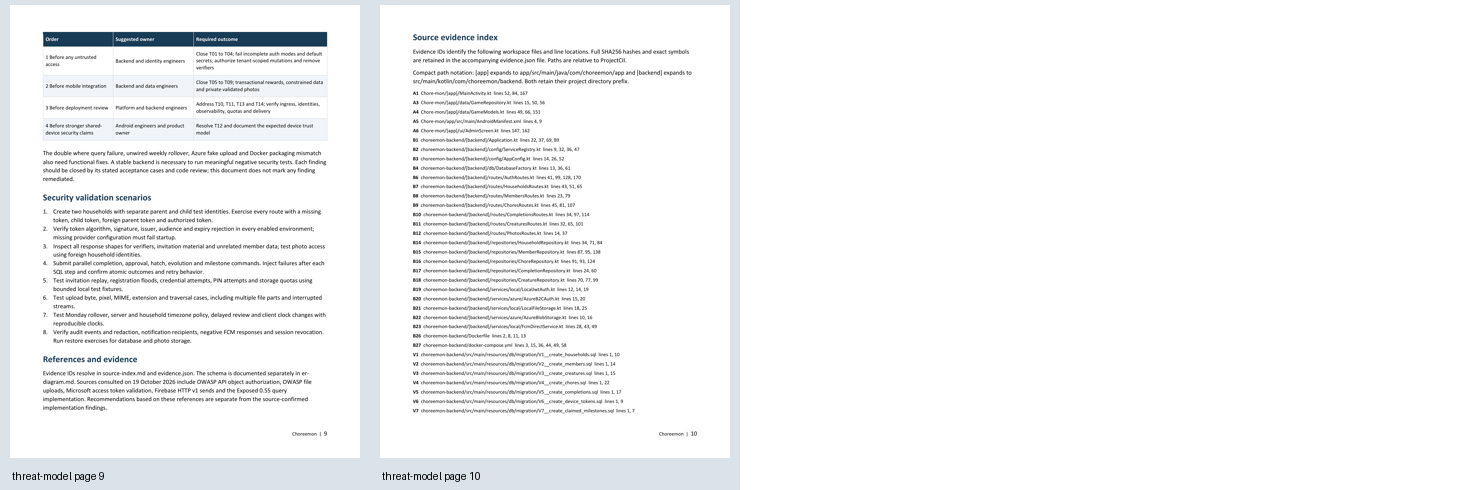 Order Suggested owner Required outcome
1 Before any untrusted access Backend and identity engineers Close T01 to T04; fail incomplete auth modes and default secrets; authorize tenant-scoped mutations and remove verifiers
2 Before mobile integration Backend and data engineers Close T05 to T09; transactional rewards, constrained data and private validated photos
3 Before deployment review Platform and backend engineers Address T10, T11, T13 and T14; verify ingress, identities, observability, quotas and delivery
4 Before stronger shared-device security claims Android engineers and product owner Resolve T12 and document the expected device trust model
The double where query failure, unwired weekly rollover, Azure fake upload and Docker packaging mismatch
also need functional fixes. A stable backend is necessary to run meaningful negative security tests. Each finding
should be closed by its stated acceptance cases and code review; this document does not mark any finding
remediated.
Security validation scenarios
1. Create two households with separate parent and child test identities. Exercise every route with a missing
token, child token, foreign parent token and authorized token.
2. Verify token algorithm, signature, issuer, audience and expiry rejection in every enabled environment;
missing provider configuration must fail startup.
3. Inspect all response shapes for verifiers, invitation material and unrelated member data; test photo access
using foreign household identities.
4. Submit parallel completion, approval, hatch, evolution and milestone commands. Inject failures after each
SQL step and confirm atomic outcomes and retry behavior.
5. Test invitation replay, registration floods, credential attempts, PIN attempts and storage quotas using
bounded local test fixtures.
6. Test upload byte, pixel, MIME, extension and traversal cases, including multiple file parts and interrupted
streams.
7. Test Monday rollover, server and household timezone policy, delayed review and client clock changes with
reproducible clocks.
8. Verify audit events and redaction, notification recipients, negative FCM responses and session revocation.
Run restore exercises for database and photo storage.
References and evidence
Evidence IDs resolve in source-index.md and evidence.json. The schema is documented separately in er-
diagram.md. Sources consulted on 19 October 2026 include OWASP API object authorization, OWASP file
uploads, Microsoft access token validation, Firebase HTTP v1 sends and the Exposed 0.55 query
implementation. Recommendations based on these references are separate from the source-confirmed
implementation findings.
Choreemon | 9
threat-model page 9
Source evidence index
Evidence IDs identify the following workspace files and line locations. Full SHA256 hashes and exact symbols
are retained in the accompanying evidence.json file. Paths are relative to ProjectCII.
Compact path notation: [app] expands to app/src/main/java/com/choreemon/app and [backend] expands to
src/main/kotlin/com/choreemon/backend. Both retain their project directory prefix.
A1 Chore-mon/[app]/MainActivity.kt lines 52, 84, 167
A3 Chore-mon/[app]/data/GameRepository.kt lines 15, 50, 56
A4 Chore-mon/[app]/data/GameModels.kt lines 49, 66, 151
A5 Chore-mon/app/src/main/AndroidManifest.xml lines 4, 9
A6 Chore-mon/[app]/ui/AdminScreen.kt lines 147, 162
B1 choreemon-backend/[backend]/Application.kt lines 22, 37, 69, 89
B2 choreemon-backend/[backend]/config/ServiceRegistry.kt lines 9, 32, 36, 47
B3 choreemon-backend/[backend]/config/AppConfig.kt lines 14, 26, 52
B4 choreemon-backend/[backend]/db/DatabaseFactory.kt lines 13, 36, 61
B6 choreemon-backend/[backend]/routes/AuthRoutes.kt lines 41, 99, 128, 170
B7 choreemon-backend/[backend]/routes/HouseholdsRoutes.kt lines 43, 51, 65
B8 choreemon-backend/[backend]/routes/MembersRoutes.kt lines 23, 79
B9 choreemon-backend/[backend]/routes/ChoresRoutes.kt lines 45, 81, 107
B10 choreemon-backend/[backend]/routes/CompletionsRoutes.kt lines 34, 97, 114
B11 choreemon-backend/[backend]/routes/CreaturesRoutes.kt lines 32, 65, 101
B12 choreemon-backend/[backend]/routes/PhotosRoutes.kt lines 14, 37
B14 choreemon-backend/[backend]/repositories/HouseholdRepository.kt lines 34, 71, 84
B15 choreemon-backend/[backend]/repositories/MemberRepository.kt lines 87, 95, 138
B16 choreemon-backend/[backend]/repositories/ChoreRepository.kt lines 91, 93, 124
B17 choreemon-backend/[backend]/repositories/CompletionRepository.kt lines 24, 60
B18 choreemon-backend/[backend]/repositories/CreatureRepository.kt lines 70, 77, 99
B19 choreemon-backend/[backend]/services/local/LocalJwtAuth.kt lines 12, 14, 19
B20 choreemon-backend/[backend]/services/azure/AzureB2CAuth.kt lines 15, 20
B21 choreemon-backend/[backend]/services/local/LocalFileStorage.kt lines 18, 25
B22 choreemon-backend/[backend]/services/azure/AzureBlobStorage.kt lines 10, 16
B23 choreemon-backend/[backend]/services/local/FcmDirectService.kt lines 28, 43, 49
B26 choreemon-backend/Dockerfile lines 2, 8, 11, 13
B27 choreemon-backend/docker-compose.yml lines 3, 15, 36, 44, 49, 58
V1 choreemon-backend/src/main/resources/db/migration/V1__create_households.sql lines 1, 10
V2 choreemon-backend/src/main/resources/db/migration/V2__create_members.sql lines 1, 14
V3 choreemon-backend/src/main/resources/db/migration/V3__create_creatures.sql lines 1, 15
V4 choreemon-backend/src/main/resources/db/migration/V4__create_chores.sql lines 1, 22
V5 choreemon-backend/src/main/resources/db/migration/V5__create_completions.sql lines 1, 17
V6 choreemon-backend/src/main/resources/db/migration/V6__create_device_tokens.sql lines 1, 9
V7 choreemon-backend/src/main/resources/db/migration/V7__create_claimed_milestones.sql lines 1, 7
Choreemon | 10
threat-model page 10